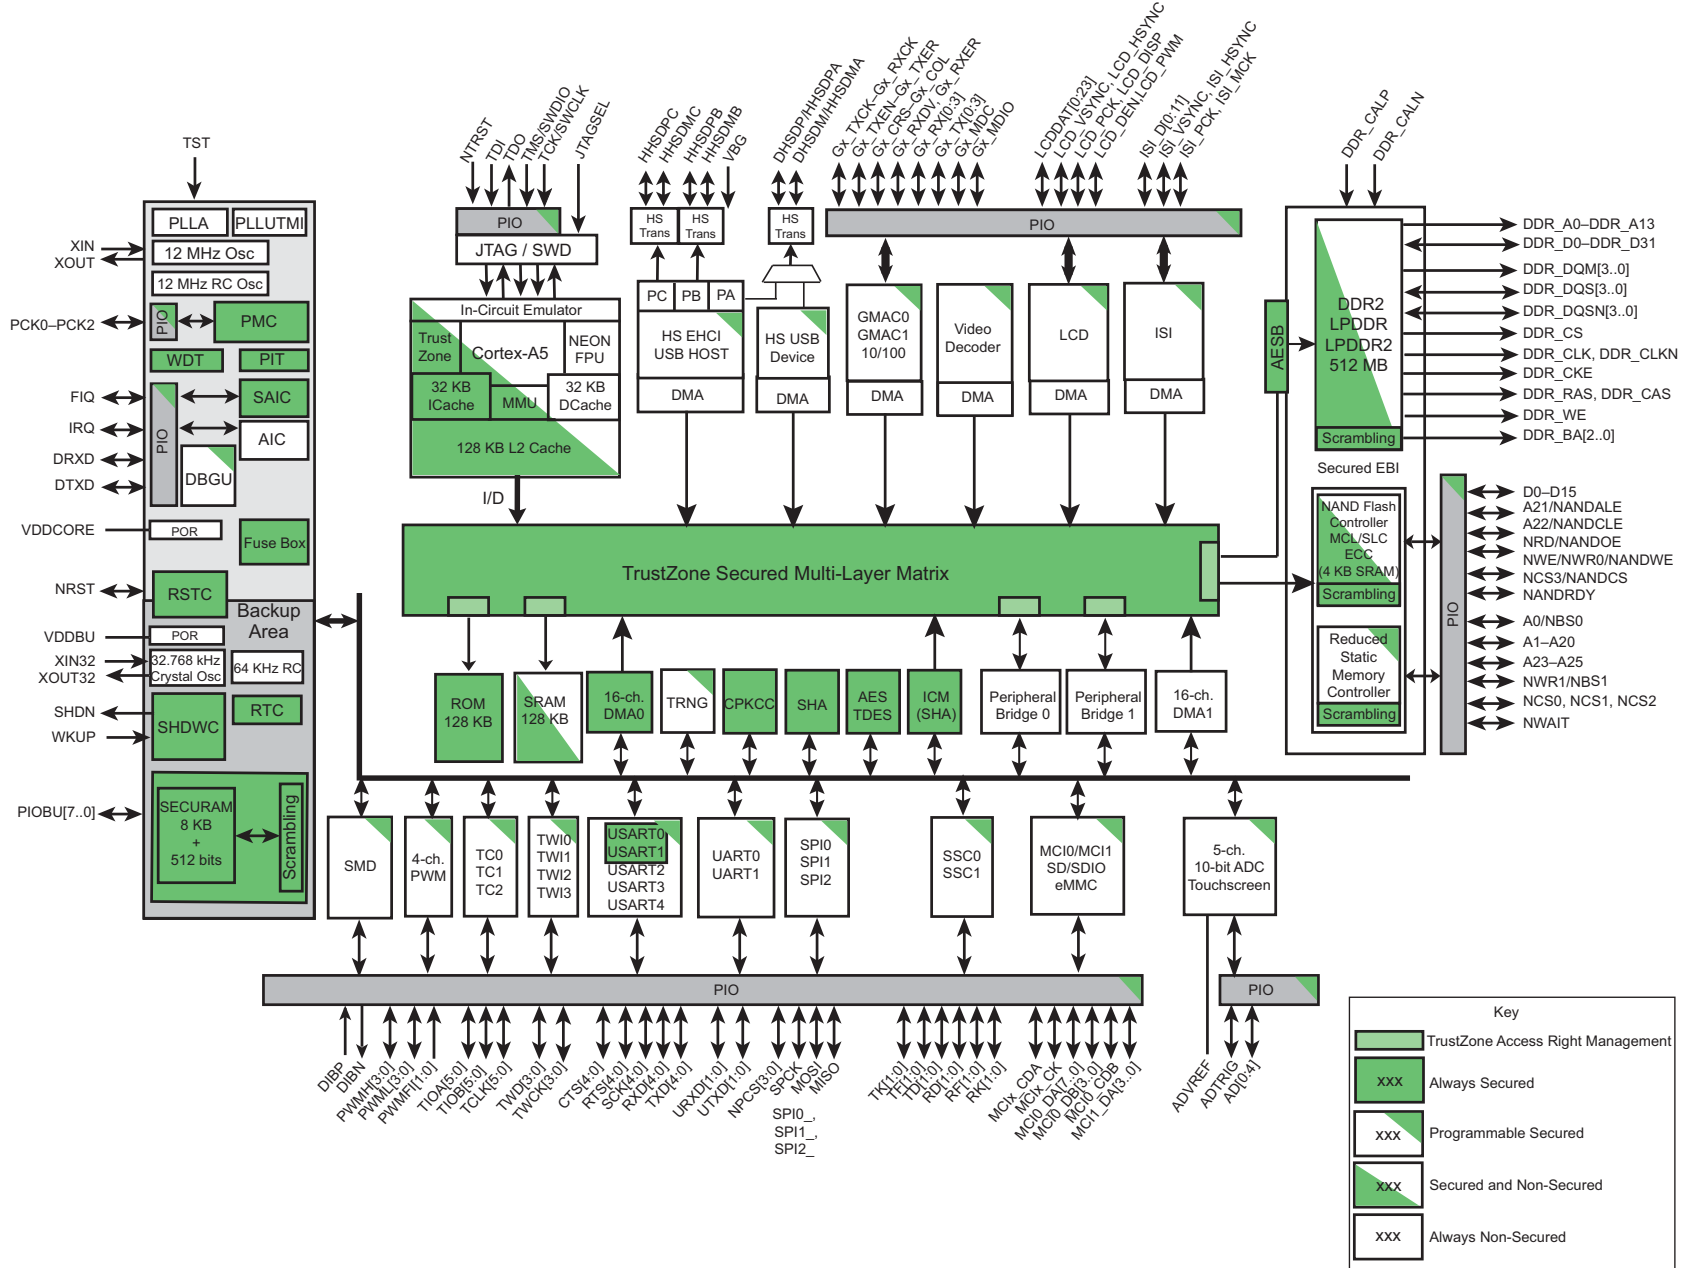 NTRST
TDI
TDO
TMS/SWDIO
TCK/SWCLK
JTAGSEL
HHSDPC
HHSDMC
HHSDPB
HHSDMB
VBG
DHSDP/HHSDPA
DHSDM/HHSDMA
Gx_TXCK–Gx_RXCK
Gx_TXEN–Gx_TXER
Gx_CRS–Gx_COL
Gx_RXDV, Gx_RXER
Gx_RX[0:3]
Gx_TX[0:3]
Gx_MDC
Gx_MDIO
LCDDAT[0:23]
LCD_VSYNC, LCD_HSYNC
LCD_PCK, LCD_DISP
LCD_DEN,LCD_PWM
ISI_D[0:11]
ISI_VSYNC, ISI_HSYNC
ISI_PCK, ISI_MCK
DDR_CALP
DDR_CALN
TST
XIN
XOUT
PCK0–PCK2
FIQ
IRQ
DRXD
DTXD
VDDCORE
NRST
VDDBU
XIN32
XOUT32
SHDN
WKUP
PIOBU[7..0]
PLLA
PLLUTMI
12 MHz Osc
12 MHz RC Osc
PIO
PMC
WDT
PIT
PIO
SAIC
AIC
DBGU
POR
Fuse Box
RSTC
Backup
Area
POR
32.768 kHz
Crystal Osc
64 KHz RC
SHDWC
RTC
SECURAM
8 KB
+
512 bits
Scrambling
PIO
JTAG / SWD
In-Circuit Emulator
Trust
Zone
Cortex-A5
NEON
FPU
32 KB
ICache
MMU
32 KB
DCache
128 KB L2 Cache
I/D
HS
Trans
HS
Trans
HS
Trans
PC
PB
PA
HS EHCI
USB HOST
DMA
HS USB
Device
DMA
PIO
GMAC0
GMAC1
10/100
DMA
Video
Decoder
DMA
LCD
DMA
ISI
DMA
AESB
DDR2
LPDDR
LPDDR2
512 MB
Scrambling
Secured EBI
NAND Flash
Controller
MCL/SLC
ECC
(4 KB SRAM)
Scrambling
Reduced
Static
Memory
Controller
Scrambling
PIO
DDR_A0–DDR_A13
DDR_D0–DDR_D31
DDR_DQM[3..0]
DDR_DQS[3..0]
DDR_DQSN[3..0]
DDR_CS
DDR_CLK, DDR_CLKN
DDR_CKE
DDR_RAS, DDR_CAS
DDR_WE
DDR_BA[2..0]
D0–D15
A21/NANDALE
A22/NANDCLE
NRD/NANDOE
NWE/NWR0/NANDWE
NCS3/NANDCS
NANDRDY
A0/NBS0
A1–A20
A23–A25
NWR1/NBS1
NCS0, NCS1, NCS2
NWAIT
TrustZone Secured Multi-Layer Matrix
ROM
128 KB
SRAM
128 KB
16-ch.
DMA0
TRNG
CPKCC
SHA
AES
TDES
ICM
(SHA)
Peripheral
Bridge 0
Peripheral
Bridge 1
16-ch.
DMA1
SMD
4-ch.
PWM
TC0
TC1
TC2
TWI0
TWI1
TWI2
TWI3
USART0
USART1
USART2
USART3
USART4
UART0
UART1
SPI0
SPI1
SPI2
SSC0
SSC1
MCI0/MCI1
SD/SDIO
eMMC
5-ch.
10-bit ADC
Touchscreen
PIO
PIO
DIBP
DIBN
PWMH[3:0]
PWML[3:0]
PWMFI[1:0]
TIOA[5:0]
TIOB[5:0]
TCLK[5:0]
TWD[3:0]
TWCK[3:0]
CTS[4:0]
RTS[4:0]
SCK[4:0]
RXD[4:0]
TXD[4:0]
URXD[1:0]
UTXD[1:0]
NPCS[3:0]
SPCK
MOSI
MISO
SPI0_,
SPI1_,
SPI2_
TK[1:0]
TF[1:0]
TD[1:0]
RD[1:0]
RF[1:0]
RK[1:0]
MCIx_CDA
MCIx_CK
MCI0_DA[7:0]
MCI0_DB[3:0]
MCI0_CDB
MCI1_DA[3..0]
ADVREF
ADTRIG
AD[0:4]
Key
TrustZone Access Right Management
xxx
Always Secured
xxx
Programmable Secured
xxx
Secured and Non-Secured
xxx
Always Non-Secured